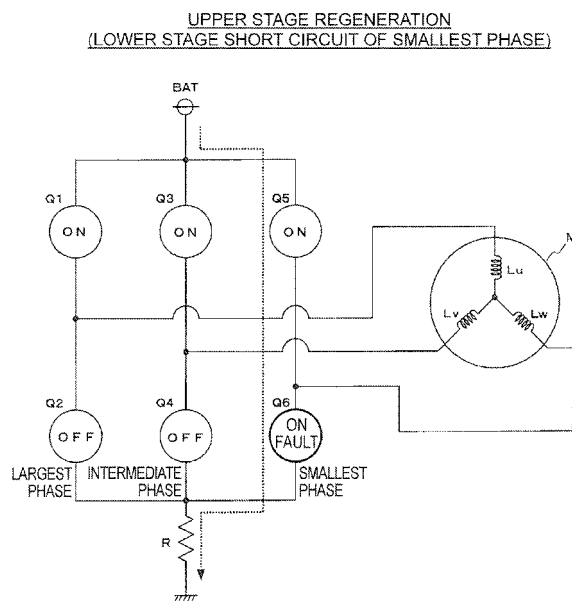 UPPER STAGE REGENERATION
(LOWER STAGE SHORT CIRCUIT OF SMALLEST PHASE)
BAT
Q1
Q3
Q5
ON
ON
ON
M
Lu
Lv
Lw
Q2
Q4
Q6
OFF
OFF
ON
FAULT
LARGEST
PHASE
INTERMEDIATE
PHASE
SMALLEST
PHASE
R